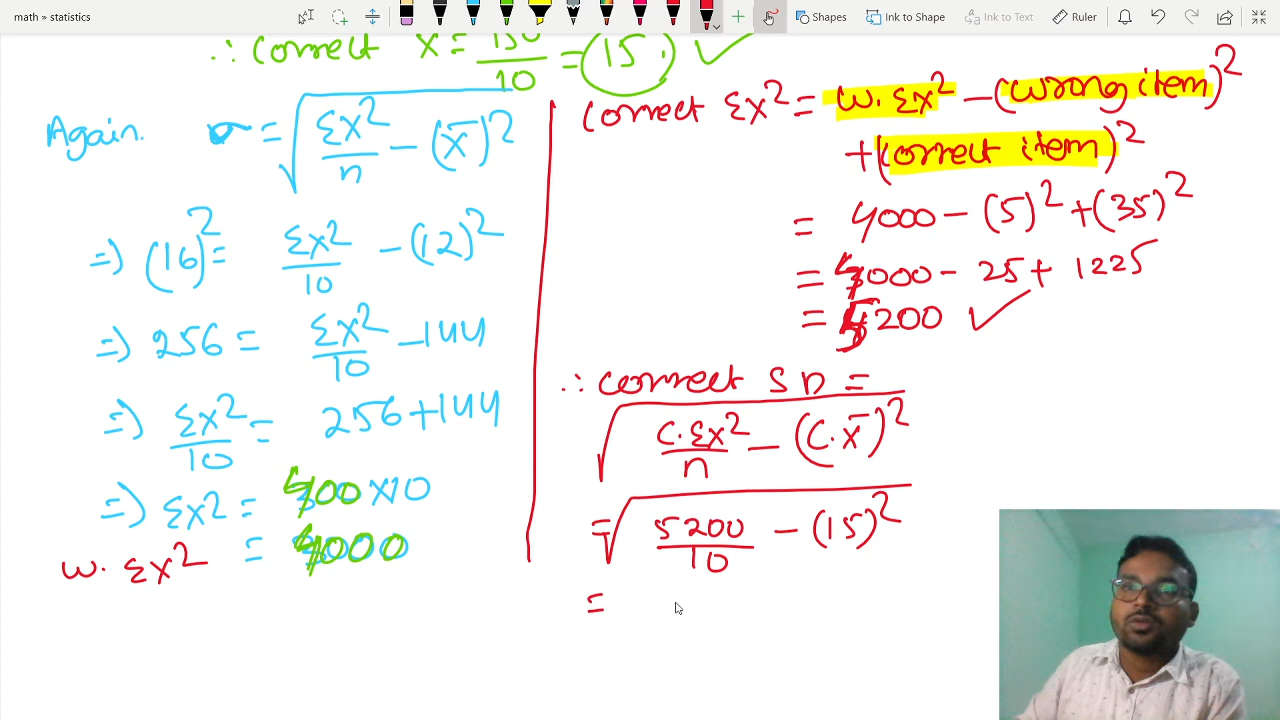 math » statistics
Shapes
Ink to Shape
Ink to Text
Ruler
∴ Correct x̄ = 150/10 = 15.
Again. σ = √(Σx²/n - (x̄)²)
=) (16)² = Σx²/10 - (12)²
=) 256 = Σx²/10 - 144
=) Σx²/10 = 256 + 144
=) Σx² = 400 x 10
w. Σx² = 4000
Correct Σx² = w. Σx² - (wrong item)²
+ (correct item)²
= 4000 - (5)² + (35)²
= 4000 - 25 + 1225
= 5200
∴ correct SD =
√(C.Σx²/n - (C.x̄)²)
= √(5200/10 - (15)²)
=